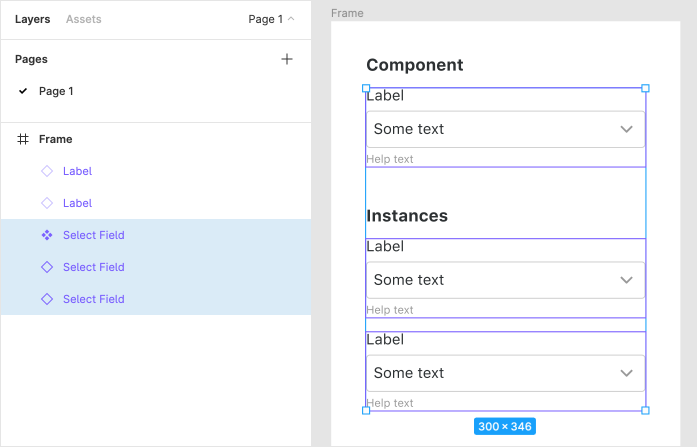 Layers Assets Page 1
Pages
Page 1
Frame
Label
Label
Select Field
Select Field
Select Field
Frame
Component
Label
Some text
Help text
Instances
Label
Some text
Help text
Label
Some text
Help text
300 × 346